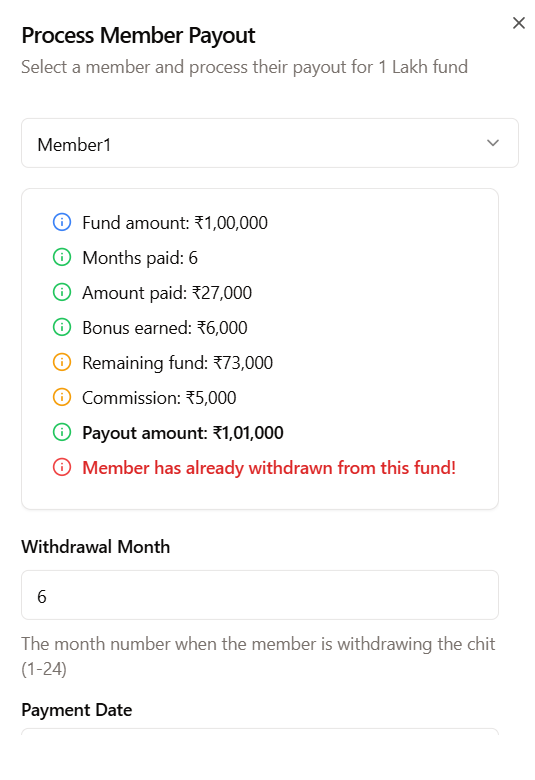 Process Member Payout
Select a member and process their payout for 1 Lakh fund
Member1
Fund amount: ₹1,00,000
Months paid: 6
Amount paid: ₹27,000
Bonus earned: ₹6,000
Remaining fund: ₹73,000
Commission: ₹5,000
Payout amount: ₹1,01,000
Member has already withdrawn from this fund!
Withdrawal Month
6
The month number when the member is withdrawing the chit
(1-24)
Payment Date